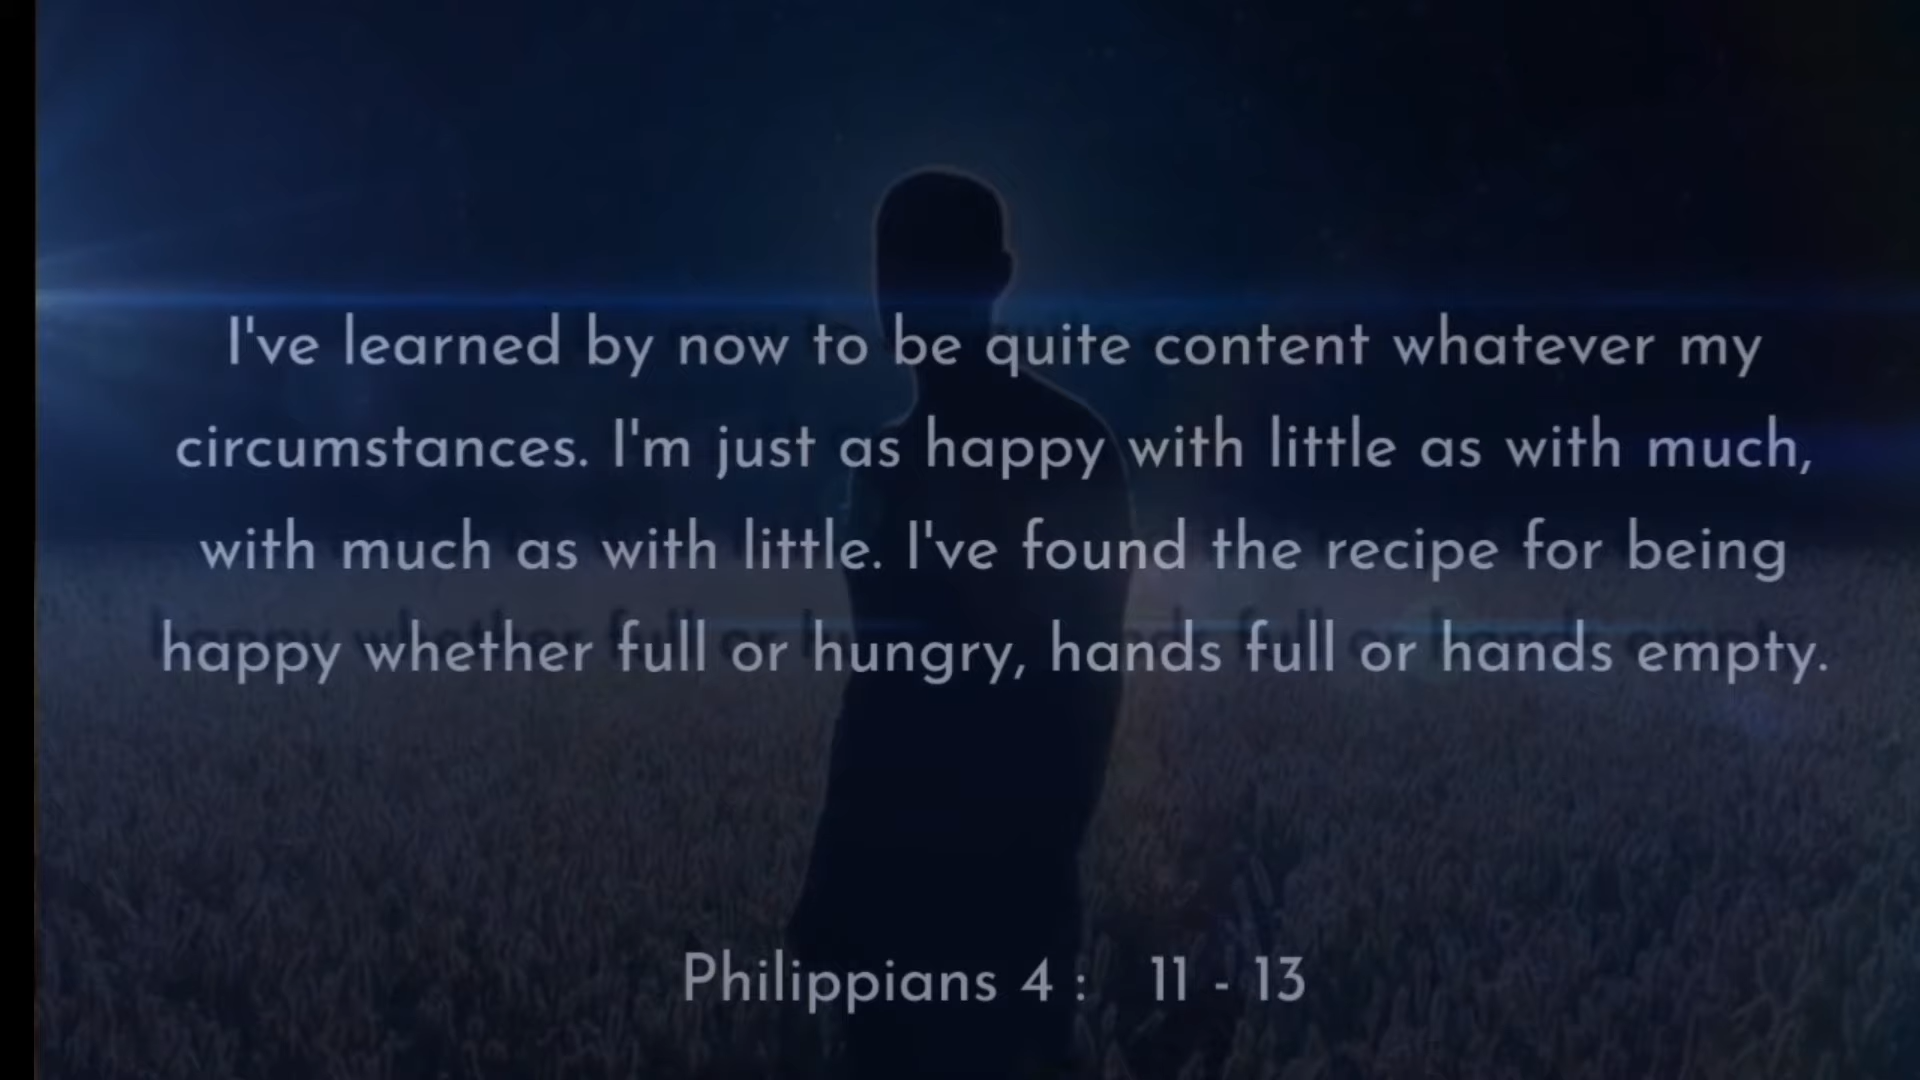 I've learned by now to be quite content whatever my
circumstances. I'm just as happy with little as with much,
with much as with little. I've found the recipe for being
happy whether full or hungry, hands full or hands empty.
Philippians 4 : 11 - 13